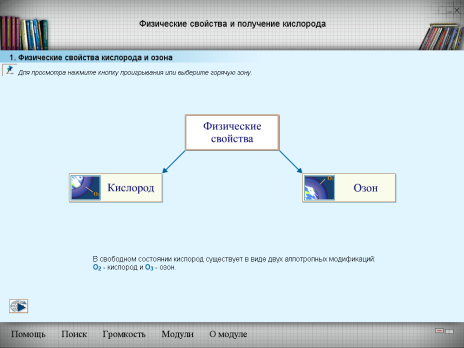 Физические свойства и получение кислорода
1. Физические свойства кислорода и озона
Для просмотра нажмите кнопку проигрывания или выберите горячую зону.
Физические
свойства
Кислород
Озон
В свободном состоянии кислород существует в виде двух аллотропных модификаций:
O₂ - кислород и O₃ - озон.
Помощь Поиск Громкость Модули О модуле